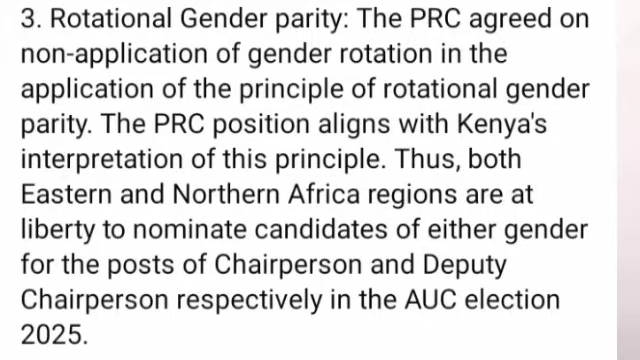 3. Rotational Gender parity: The PRC agreed on
non-application of gender rotation in the
application of the principle of rotational gender
parity. The PRC position aligns with Kenya's
interpretation of this principle. Thus, both
Eastern and Northern Africa regions are at
liberty to nominate candidates of either gender
for the posts of Chairperson and Deputy
Chairperson respectively in the AUC election
2025.